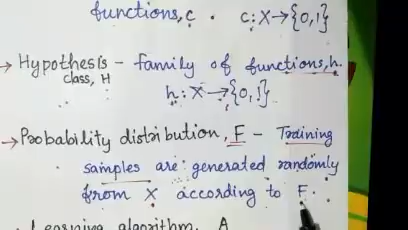 functions, c . c: X→{0,1}
→ Hypothesis - family of functions, h.
class, H
h: X→{0,1}
→ Probability distribution, F - Training
samples are generated randomly
from X according to F.
→ Learning algorithm, A